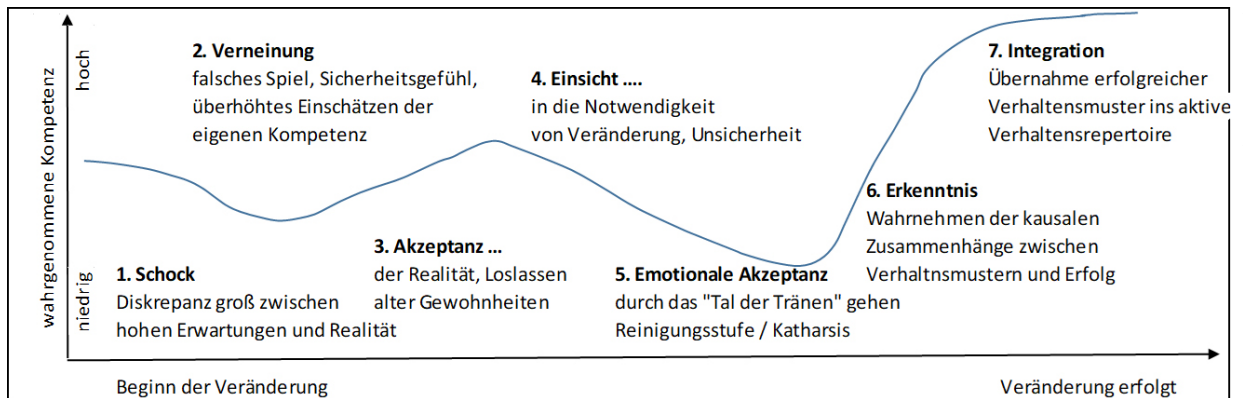 wahrgenommene Kompetenz
hoch
niedrig
2. Verneinung
falsches Spiel, Sicherheitsgefühl,
überhöhtes Einschätzen der
eigenen Kompetenz
4. Einsicht ....
in die Notwendigkeit
von Veränderung, Unsicherheit
7. Integration
Übernahme erfolgreicher
Verhaltensmuster ins aktive
Verhaltensrepertoire
1. Schock
Diskrepanz groß zwischen
hohen Erwartungen und Realität
3. Akzeptanz ...
der Realität, Loslassen
alter Gewohnheiten
5. Emotionale Akzeptanz
durch das "Tal der Tränen" gehen
Reinigungsstufe / Katharsis
6. Erkenntnis
Wahrnehmen der kausalen
Zusammenhänge zwischen
Verhaltnsmustern und Erfolg
Beginn der Veränderung
Veränderung erfolgt